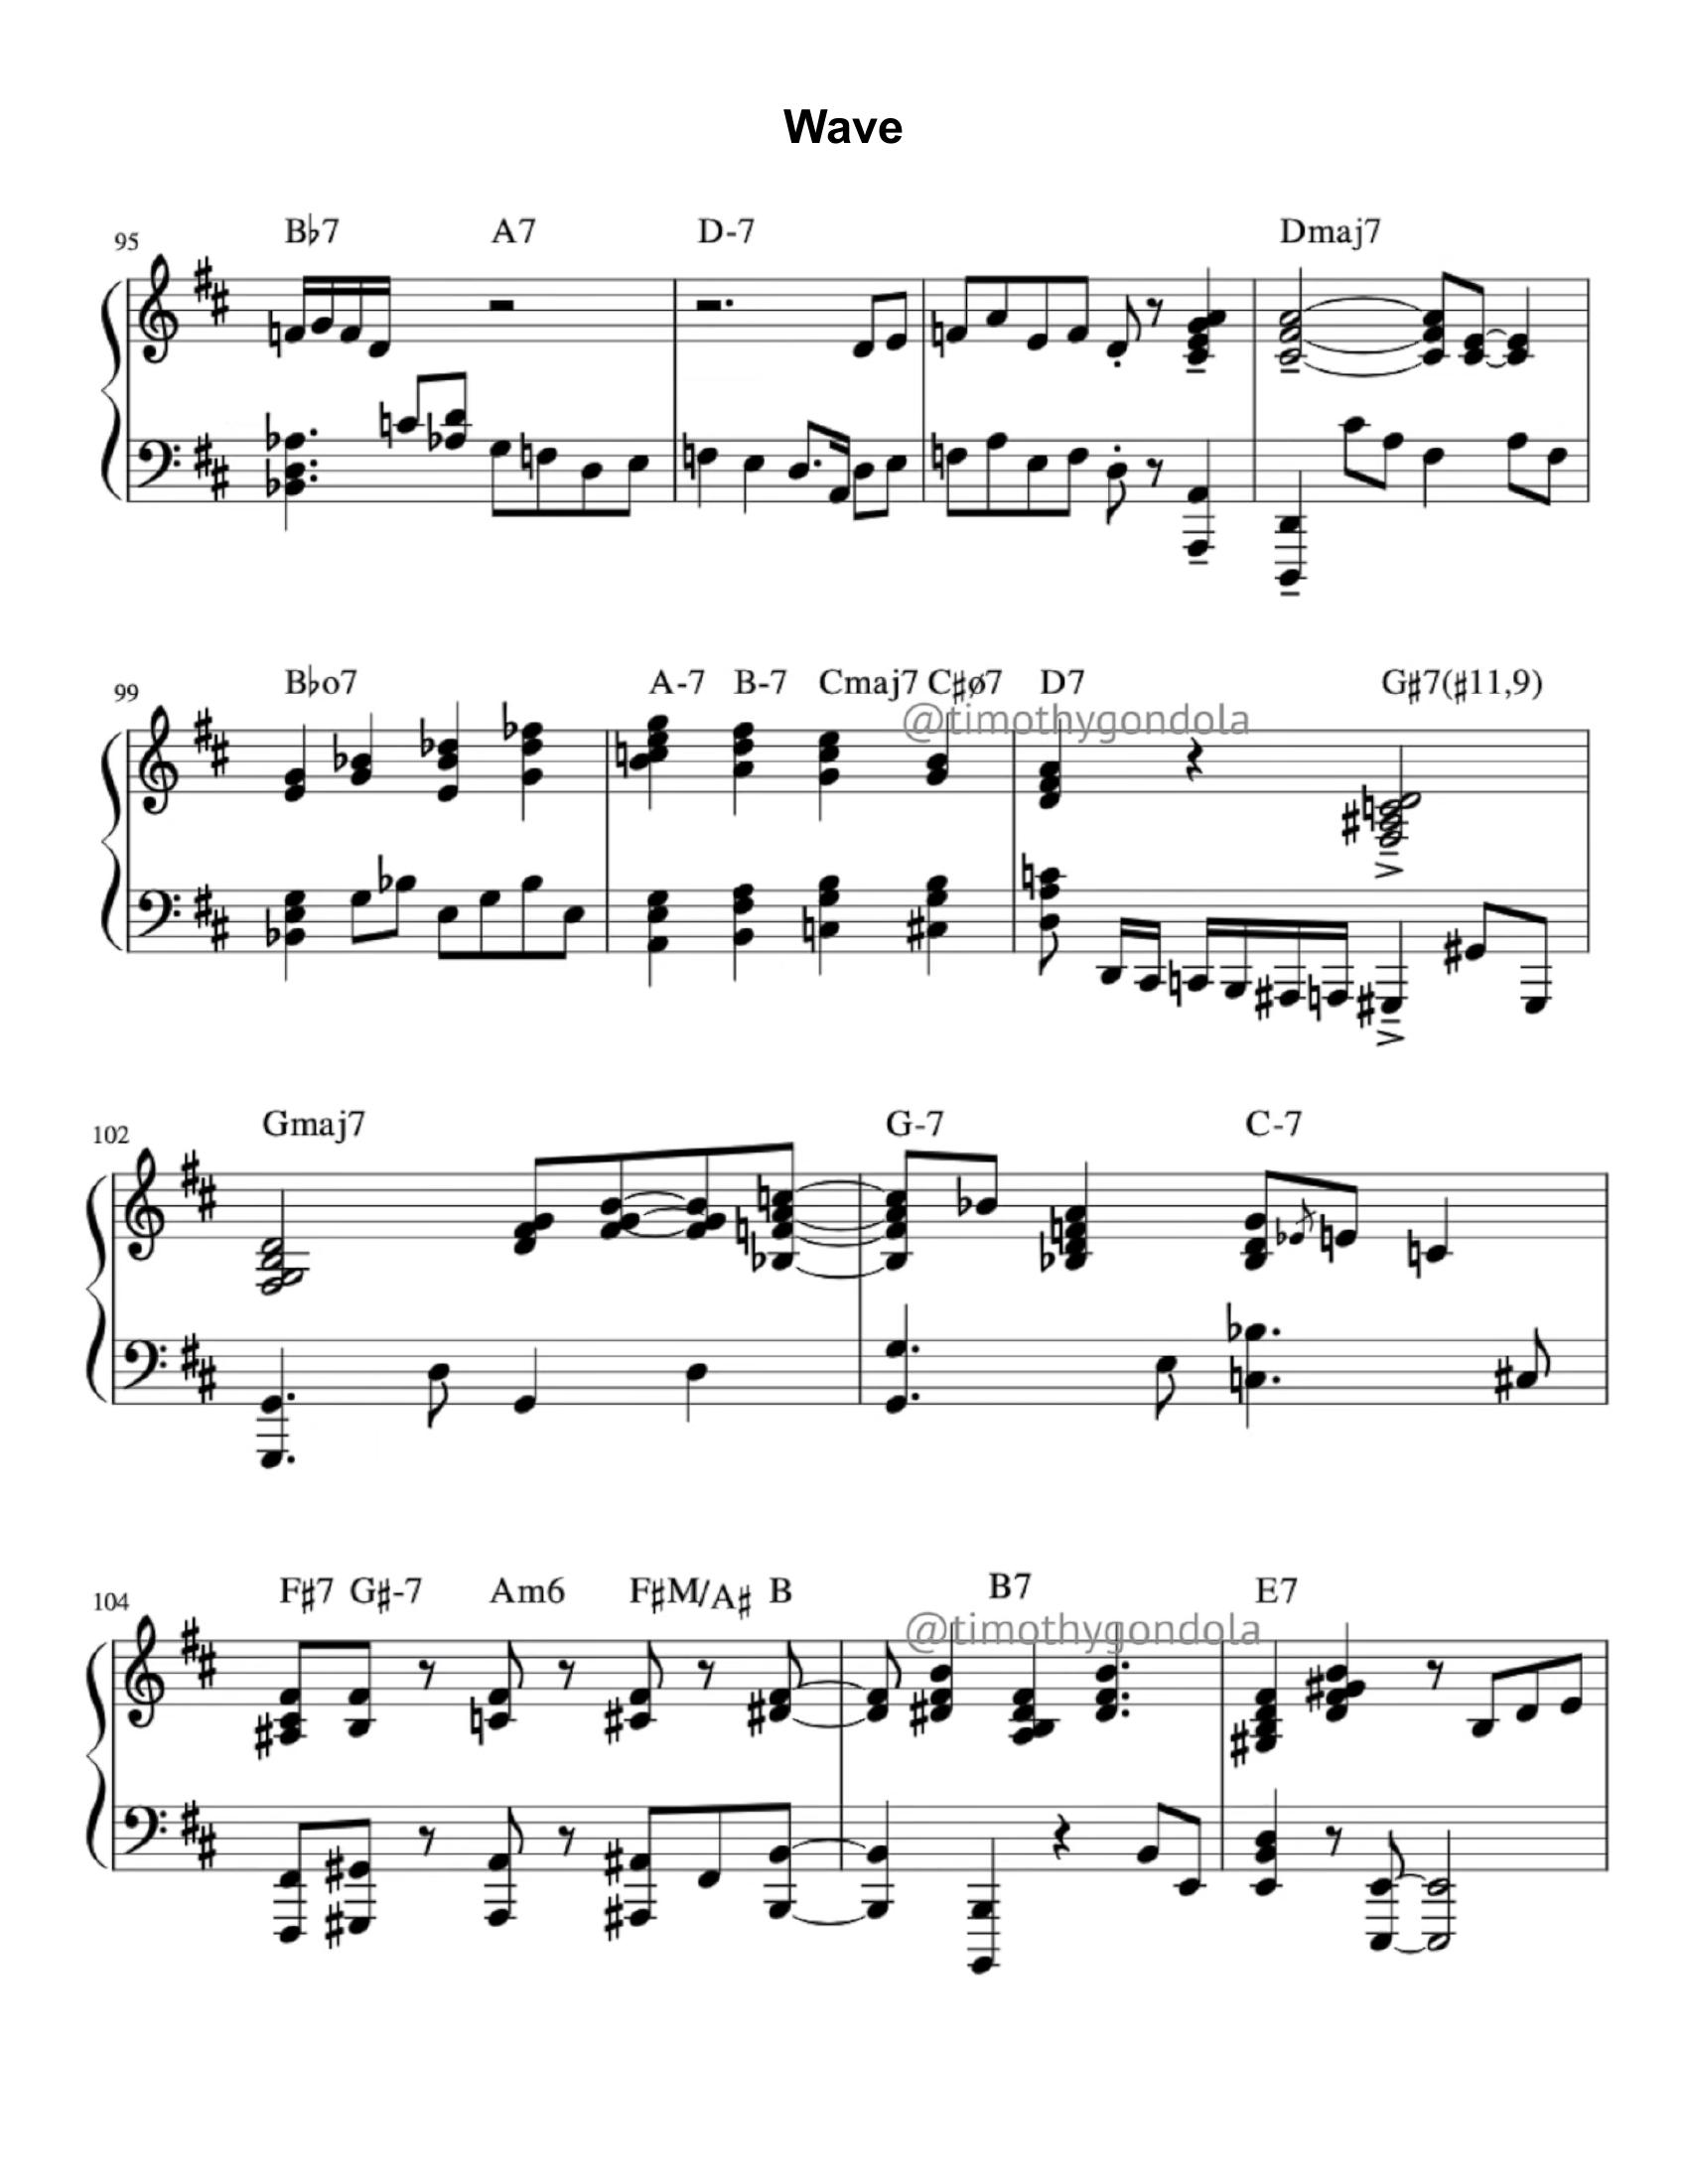 Wave
95 B♭7 A7 D-7 Dmaj7
99 B♭o7 A-7 B-7 Cmaj7 C♯ø7 D7 G♯7(♯11,9)
@timothygondola
102 Gmaj7 G-7 C-7
104 F♯7 G♯-7 Am6 F♯M/A♯ B B7 E7
@timothygondola